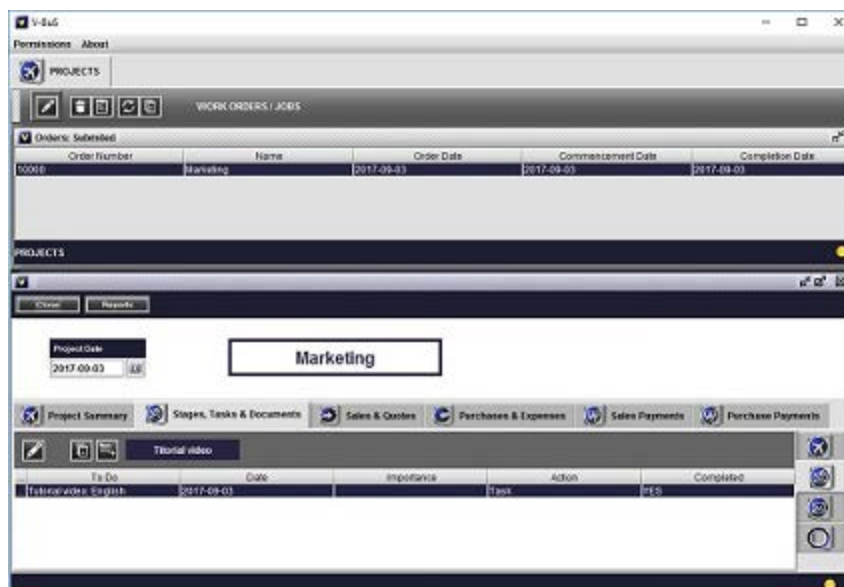 Permissions About
PROJECTS
WORK ORDERS / JOBS
Orders: Submitted
Order Number Name Order Date Commencement Date Completion Date
10000 Marketing 2017-09-03 2017-09-03 2017-09-03
PROJECTS
Close Reports
Project Date
2017-09-03
Marketing
Project Summary Stages, Tasks & Documents Sales & Quotes Purchases & Expenses Sales Payments Purchase Payments
Titorial video
To Do Date Importance Action Completed
Tutorial video: English 2017-09-03 Task YES